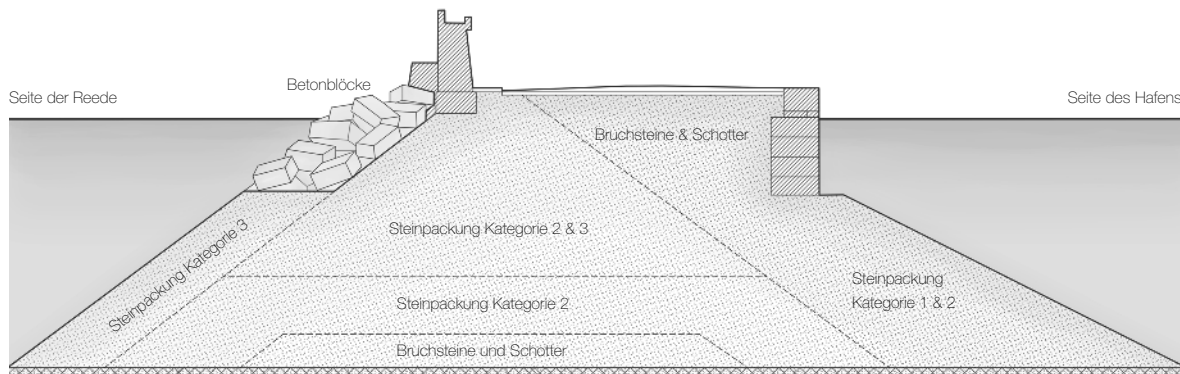 Betonblöcke
Seite der Reede
Seite des Hafens
Bruchsteine & Schotter
Steinpackung Kategorie 3
Steinpackung Kategorie 2 & 3
Steinpackung
Kategorie 1 & 2
Steinpackung Kategorie 2
Bruchsteine und Schotter